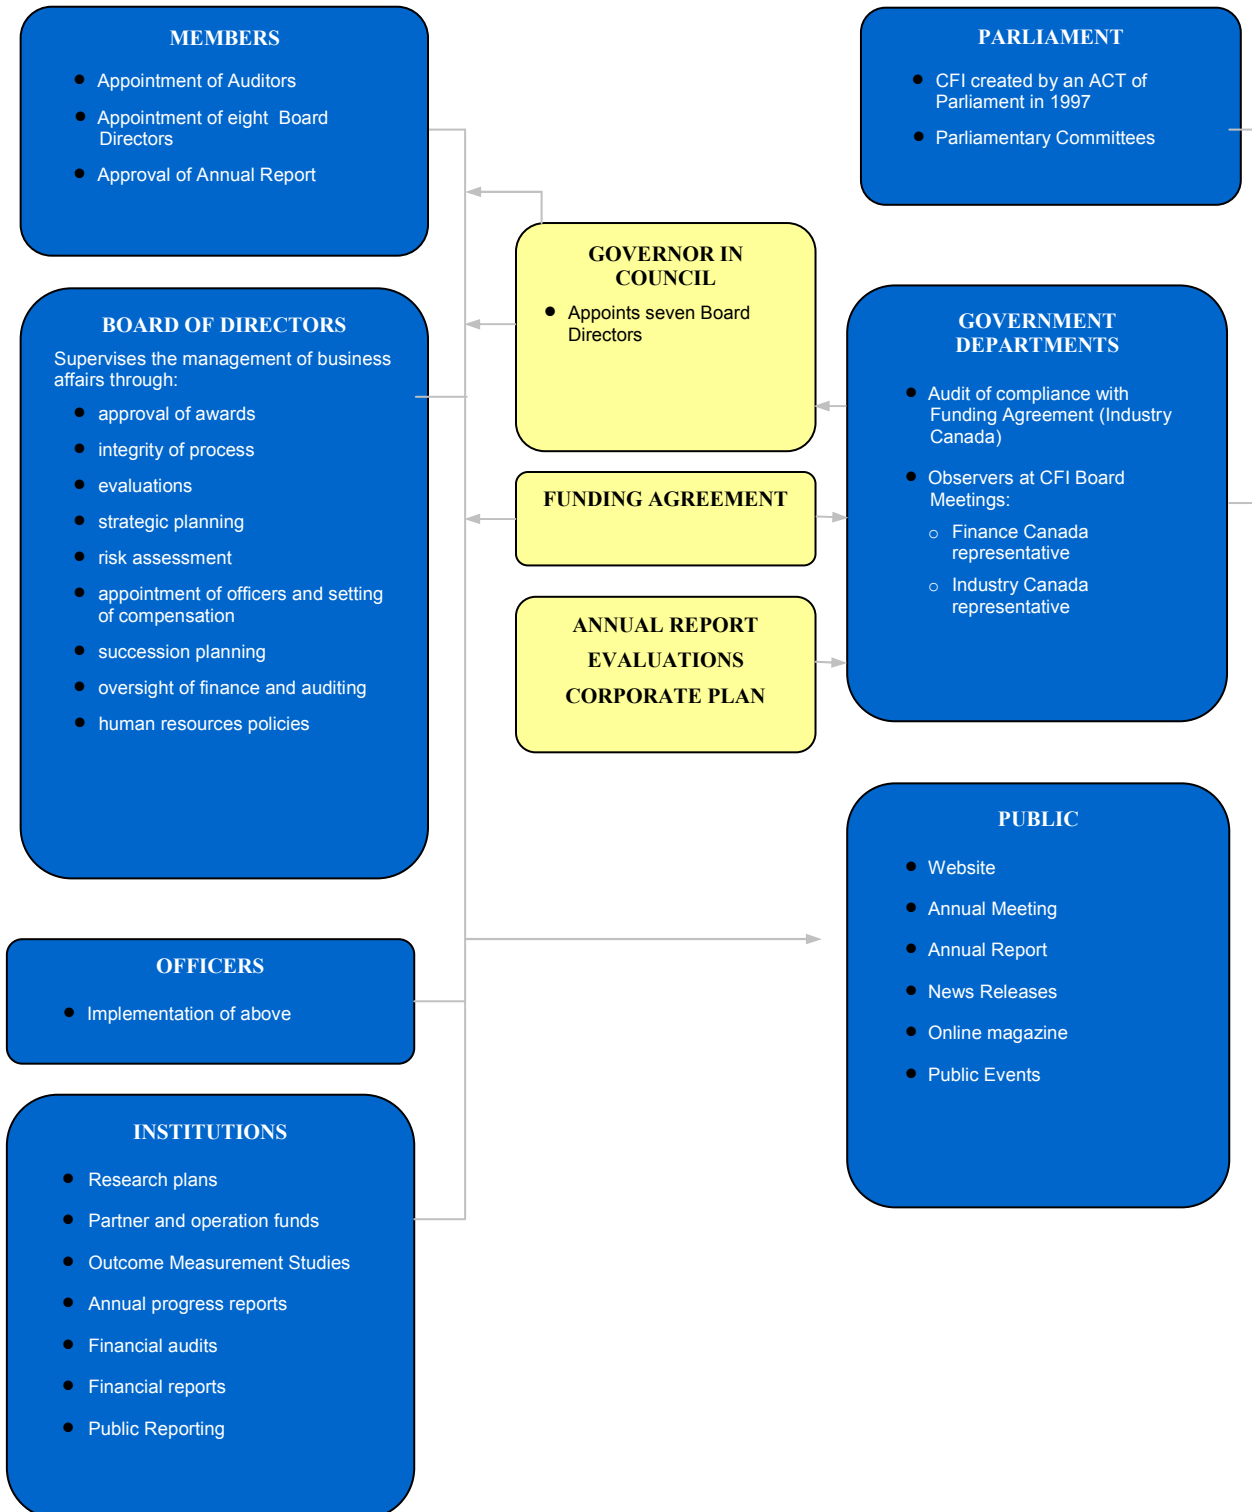 MEMBERS
Appointment of Auditors
Appointment of eight Board
Directors
Approval of Annual Report
PARLIAMENT
CFI created by an ACT of
Parliament in 1997
Parliamentary Committees
GOVERNOR IN
COUNCIL
Appoints seven Board
Directors
BOARD OF DIRECTORS
Supervises the management of business
affairs through:
approval of awards
integrity of process
evaluations
strategic planning
risk assessment
appointment of officers and setting
of compensation
succession planning
oversight of finance and auditing
human resources policies
GOVERNMENT
DEPARTMENTS
Audit of compliance with
Funding Agreement (Industry
Canada)
Observers at CFI Board
Meetings:
Finance Canada
representative
Industry Canada
representative
FUNDING AGREEMENT
ANNUAL REPORT
EVALUATIONS
CORPORATE PLAN
PUBLIC
Website
Annual Meeting
Annual Report
News Releases
Online magazine
Public Events
OFFICERS
Implementation of above
INSTITUTIONS
Research plans
Partner and operation funds
Outcome Measurement Studies
Annual progress reports
Financial audits
Financial reports
Public Reporting